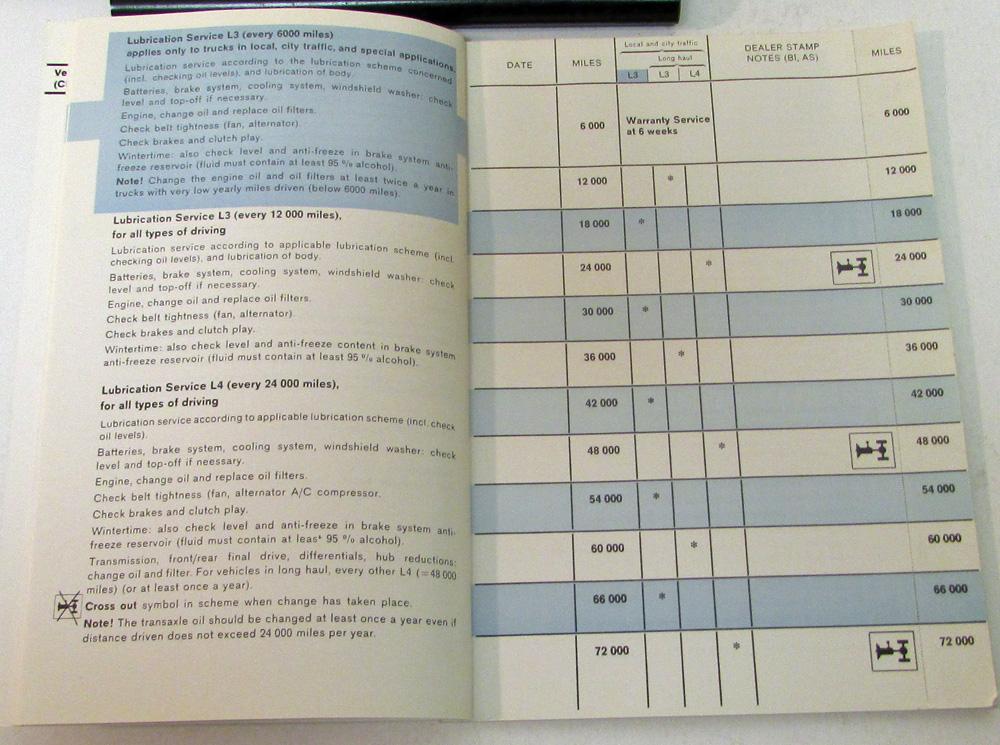 Ve
(C
Lubrication Service L3 (every 6000 miles)
applies only to trucks in local, city traffic, and special applications.
Lubrication service according to the lubrication scheme concerned
(incl. checking oil levels), and lubrication of body.
Batteries, brake system, cooling system, windshield washer: check
level and top-off if necessary.
Engine, change oil and replace oil filters.
Check belt tightness (fan, alternator).
Check brakes and clutch play.
Wintertime: also check level and anti-freeze in brake system anti-
freeze reservoir (fluid must contain at least 95 % alcohol).
Note! Change the engine oil and oil filters at least twice a year in
trucks with very low yearly miles driven (below 6000 miles).
Lubrication Service L3 (every 12 000 miles),
for all types of driving
Lubrication service according to applicable lubrication scheme (incl.
checking oil levels), and lubrication of body.
Batteries, brake system, cooling system, windshield washer: check
level and top-off if necessary.
Engine, change oil and replace oil filters.
Check belt tightness (fan, alternator)
Check brakes and clutch play.
Wintertime: also check level and anti-freeze content in brake system
anti-freeze reservoir (fluid must contain at least 95 % alcohol).
Lubrication Service L4 (every 24 000 miles),
for all types of driving
Lubrication service according to applicable lubrication scheme (incl. check
oil levels).
Batteries, brake system, cooling system, windshield washer: check
level and top-off if nessary.
Engine, change oil and replace oil filters.
Check belt tightness (fan, alternator A/C compressor.
Check brakes and clutch play.
Wintertime: also check level and anti-freeze in brake system anti-
freeze reservoir (fluid must contain at least 95 % alcohol).
Transmission, front/rear final drive, differentials, hub reductions:
change oil and filter. For vehicles in long haul, every other L4 (=48 000
miles) (or at least once a year).
Cross out symbol in scheme when change has taken place.
Note! The transaxle oil should be changed at least once a year even if
distance driven does not exceed 24 000 miles per year.
DATE MILES Local and city traffic DEALER STAMP MILES
Long haul NOTES (BI, AS)
L3 L3 L4
6 000 Warranty Service 6 000
at 6 weeks
12 000 * 12 000
18 000 * 18 000
24 000 * 24 000
30 000 * 30 000
36 000 * 36 000
42 000 * 42 000
48 000 * 48 000
54 000 * 54 000
60 000 * 60 000
66 000 * 66 000
72 000 * 72 000